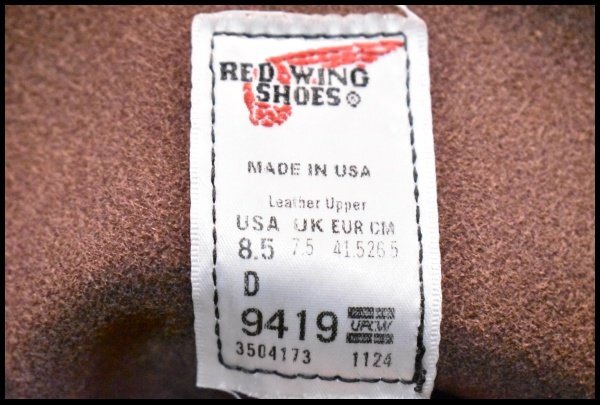 RED WING
SHOES®
MADE IN USA
Leather Upper
USA UK EUR CM
8.5 7.5 41.5 26.5
D
9419 UFCW
3504173 1124